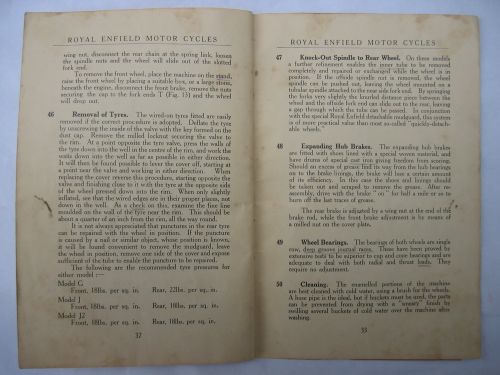 ROYAL ENFIELD MOTOR CYCLES
wing nut, disconnect the rear chain at the spring link, loosen
the spindle nuts and the wheel will slide out of the slotted
fork end.
To remove the front wheel, place the machine on the stand,
raise the front wheel by placing a suitable box, or a large stone,
beneath the engine, disconnect the front brake, remove the nuts
securing the cap to the fork ends T (Fig. 13) and the wheel
will drop out.
46 Removal of Tyres. The wired-on tyres fitted are easily
removed if the correct procedure is adopted. Deflate the tyre
by unscrewing the inside of the valve with the key formed on the
dust cap. Remove the milled locknut securing the valve to
the rim. At a point opposite the valve, press the walls of
the tyre down into the well in the centre of the rim, and work the
walls down into the well as far as possible in either direction.
It will then be found possible to lever the cover off, starting at
a point near the valve and working in either direction. When
replacing the cover reverse this procedure, starting opposite the
valve and finishing close to it with the tyre at the opposite side
of the wheel pressed down into the rim. When only slightly
inflated, see that the wired edges are in their proper places, not
down in the well. As a check on this, examine the fine line
moulded on the wall of the tyre near the rim. This should be
about a quarter of an inch from the rim, all the way round.
It is not always appreciated that punctures in the rear tyre
can be repaired with the wheel in position. If the puncture
is caused by a nail or similar object, whose position is known,
it will be found convenient to remove the mudguard, leave
the wheel in position, remove one side of the cover and expose
sufficient of the tube to enable the puncture to be repaired.
The following are the recommended tyre pressures for
either model :—
Model G
Front, 18lbs. per sq. in. Rear, 22lbs. per sq. in.
Model J
Front, 18lbs. per sq. in. Rear, 18lbs. per sq. in.
Model J2
Front, 18lbs. per sq. in. Rear, 18lbs. per sq. in.
32
ROYAL ENFIELD MOTOR CYCLES
47 Knock-Out Spindle to Rear Wheel. On these models
a further refinement enables the inner tube to be removed
completely and repaired or exchanged while the wheel is in
position. If the offside spindle nut is removed, the wheel
spindle can be pushed out, leaving the wheel mounted on a
tubular spindle attached to the near side fork end. By springing
the forks very slightly the knurled distance piece between the
wheel and the offside fork end can slide out to the rear, leaving
a gap through which the tube can be passed. In conjunction
with the special Royal Enfield detachable mudguard, this system
is of more practical value than most so-called "quickly-detach-
able wheels."
48 Expanding Hub Brakes. The expanding hub brakes
are fitted with shoes lined with a special woven material, and
have drums of special cast iron giving freedom from scoring.
Should an excess of grease find its way from the hub bearings
on to the brake linings, the brake will lose a certain amount
of its efficiency. In this case the shoes and linings should
be taken out and scraped to remove the grease. After re-
assembly, drive with the brake "on" for half a mile or so to
burn off the last traces of grease.
The rear brake is adjusted by a wing nut at the end of the
brake rod, while front brake adjustment is by means of
a milled nut on the cover plate.
49 Wheel Bearings. The bearings of both wheels are single
row, deep groove journal races. These have been proved by
extensive tests to be superior to cup and cone bearings and are
adequate to deal with both radial and thrust loads. They
require no adjustment.
50 Cleaning. The enamelled portions of the machine
are best cleaned with cold water, using a brush for the wheels.
A hose pipe is the ideal, but if buckets must be used, the parts
can be prevented from drying with a "smeary" finish by
swilling several buckets of cold water over the machine after
washing.
33